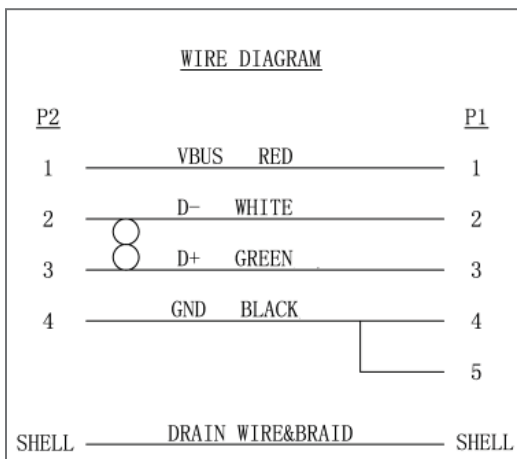 WIRE DIAGRAM
P2 P1
1 VBUS RED 1
2 D- WHITE 2
3 D+ GREEN 3
4 GND BLACK 4
5
SHELL DRAIN WIRE&BRAID SHELL